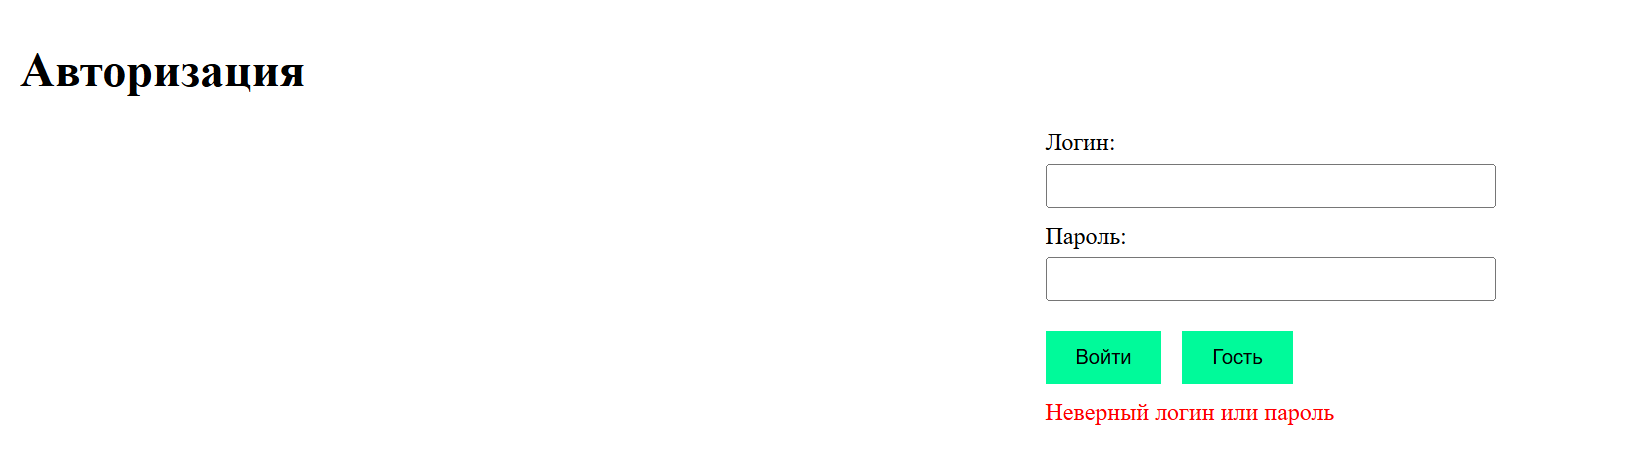 Авторизация
Логин:
Пароль:
Войти Гость
Неверный логин или пароль